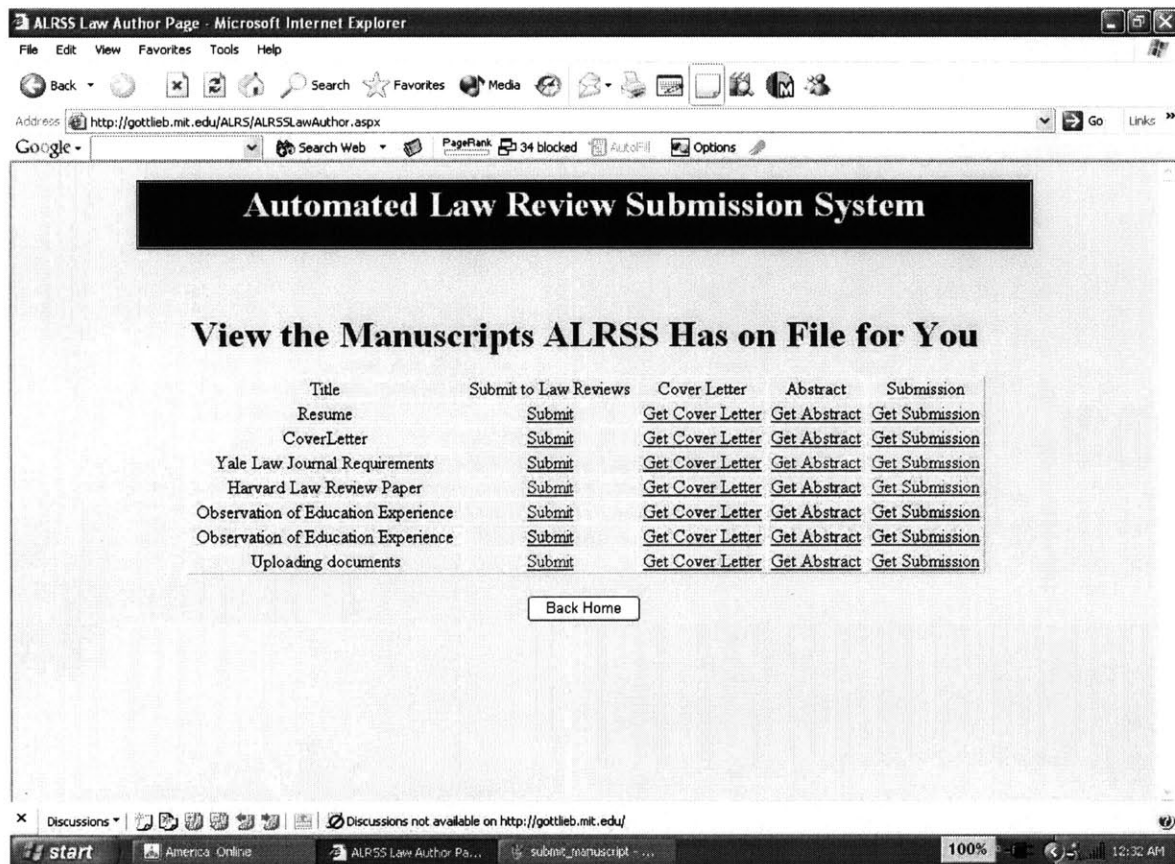 ALRSS Law Author Page - Microsoft Internet Explorer
File Edit View Favorites Tools Help
Back Search Favorites Media
Address http://gottlieb.mit.edu/ALRS/ALRSSLawAuthor.aspx Go Links »
Google - Search Web PageRank 34 blocked AutoFill Options
Automated Law Review Submission System
View the Manuscripts ALRSS Has on File for You
Title Submit to Law Reviews Cover Letter Abstract Submission
Resume Submit Get Cover Letter Get Abstract Get Submission
CoverLetter Submit Get Cover Letter Get Abstract Get Submission
Yale Law Journal Requirements Submit Get Cover Letter Get Abstract Get Submission
Harvard Law Review Paper Submit Get Cover Letter Get Abstract Get Submission
Observation of Education Experience Submit Get Cover Letter Get Abstract Get Submission
Observation of Education Experience Submit Get Cover Letter Get Abstract Get Submission
Uploading documents Submit Get Cover Letter Get Abstract Get Submission
Back Home
× Discussions Discussions not available on http://gottlieb.mit.edu/
start America Online ALRSS Law Author Pa... submit_manuscript - ... 100% 12:32 AM